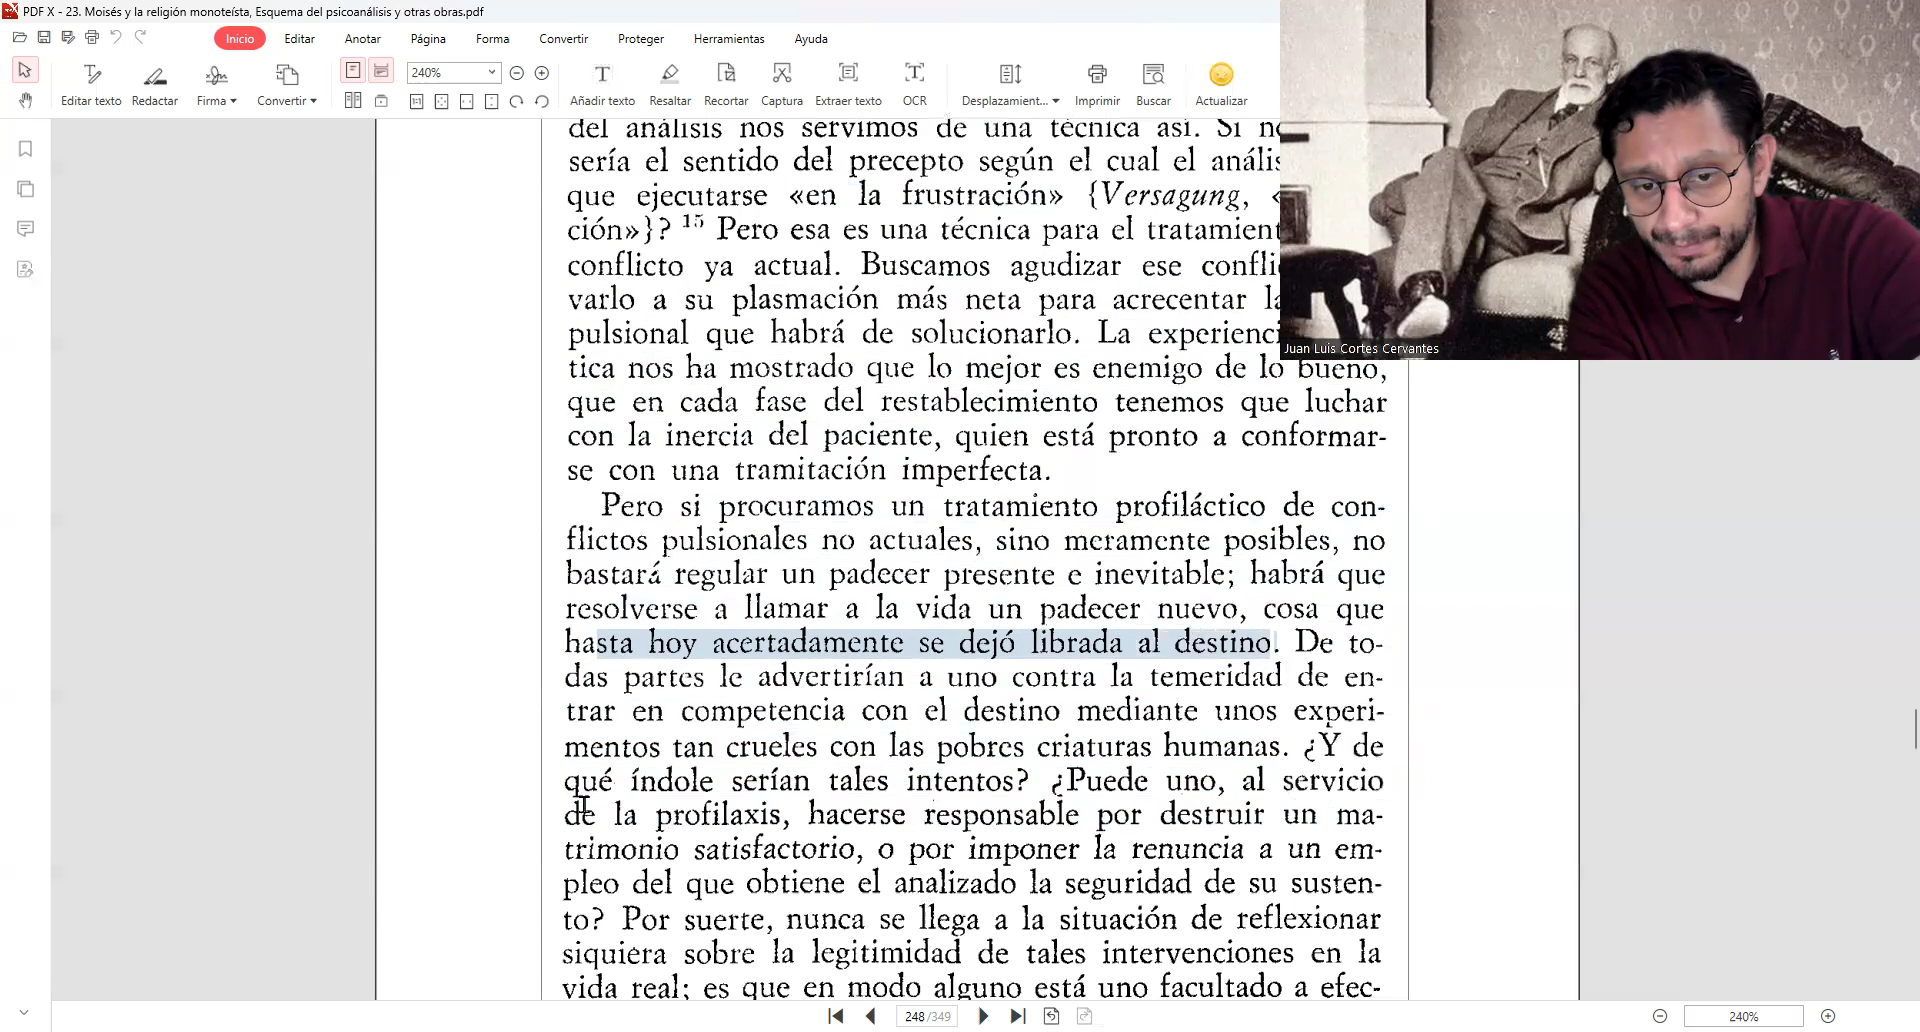 PDF X - 23. Moisés y la religión monoteísta, Esquema del psicoanálisis y otras obras.pdf
Inicio Editar Anotar Página Forma Convertir Proteger Herramientas Ayuda
240%
Editar texto Redactar Firma Convertir Añadir texto Resaltar Recortar Captura Extraer texto OCR Desplazamient... Imprimir Buscar Actualizar
del análisis nos servimos de una técnica así. Si
sería el sentido del precepto según el cual el
que ejecutarse «en la frustración» {Versagung,
ción»}? 15 Pero esa es una técnica para el
conflicto ya actual. Buscamos agudizar ese
varlo a su plasmación más neta para acrecentar
pulsional que habrá de solucionarlo. La
tica nos ha mostrado que lo mejor es enemigo de lo bueno,
que en cada fase del restablecimiento tenemos que luchar
con la inercia del paciente, quien está pronto a conformar-
se con una tramitación imperfecta.
Pero si procuramos un tratamiento profiláctico de con-
flictos pulsionales no actuales, sino meramente posibles, no
bastará regular un padecer presente e inevitable; habrá que
resolverse a llamar a la vida un padecer nuevo, cosa que
hasta hoy acertadamente se dejó librada al destino. De to-
das partes le advertirían a uno contra la temeridad de en-
trar en competencia con el destino mediante unos experi-
mentos tan crueles con las pobres criaturas humanas. ¿Y de
qué índole serían tales intentos? ¿Puede uno, al servicio
de la profilaxis, hacerse responsable por destruir un ma-
trimonio satisfactorio, o por imponer la renuncia a un em-
pleo del que obtiene el analizado la seguridad de su susten-
to? Por suerte, nunca se llega a la situación de reflexionar
siquiera sobre la legitimidad de tales intervenciones en la
vida real; es que en modo alguno está uno facultado a efec-
Juan Luis Cortes Cervantes
248 /349
240%